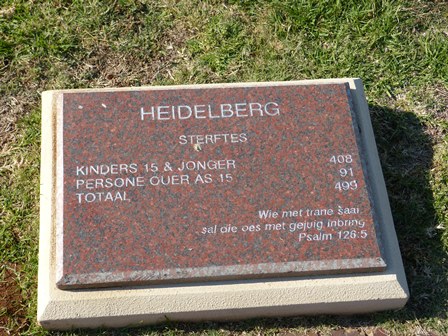 HEIDELBERG
STERFTES
KINDERS 15 & JONGER 408
PERSONE OUER AS 15 91
TOTAAL 499
Wie met trane saai,
sal die oes met gejuig inbring.
Psalm 126:5